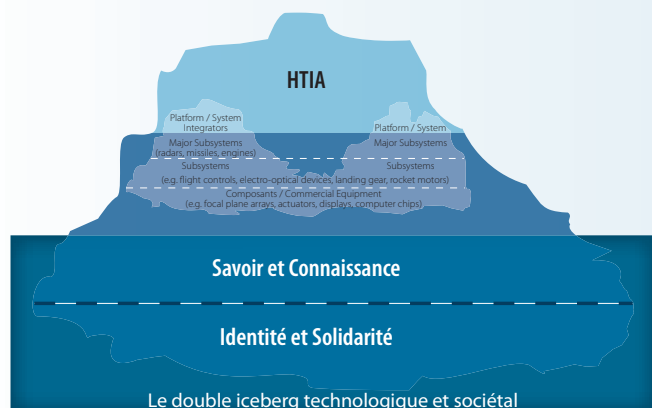 HTIA
Platform / System
Integrators
Platform / System
Major Subsystems
(radars, missiles, engines)
Major Subsystems
Subsystems
Subsystems
(e.g. flight controls, electro-optical devices, landing gear, rocket motors)
Composants / Commercial Equipment
(e.g. focal plane arrays, actuators, displays, computer chips)
Savoir et Connaissance
Identité et Solidarité
Le double iceberg technologique et sociétal